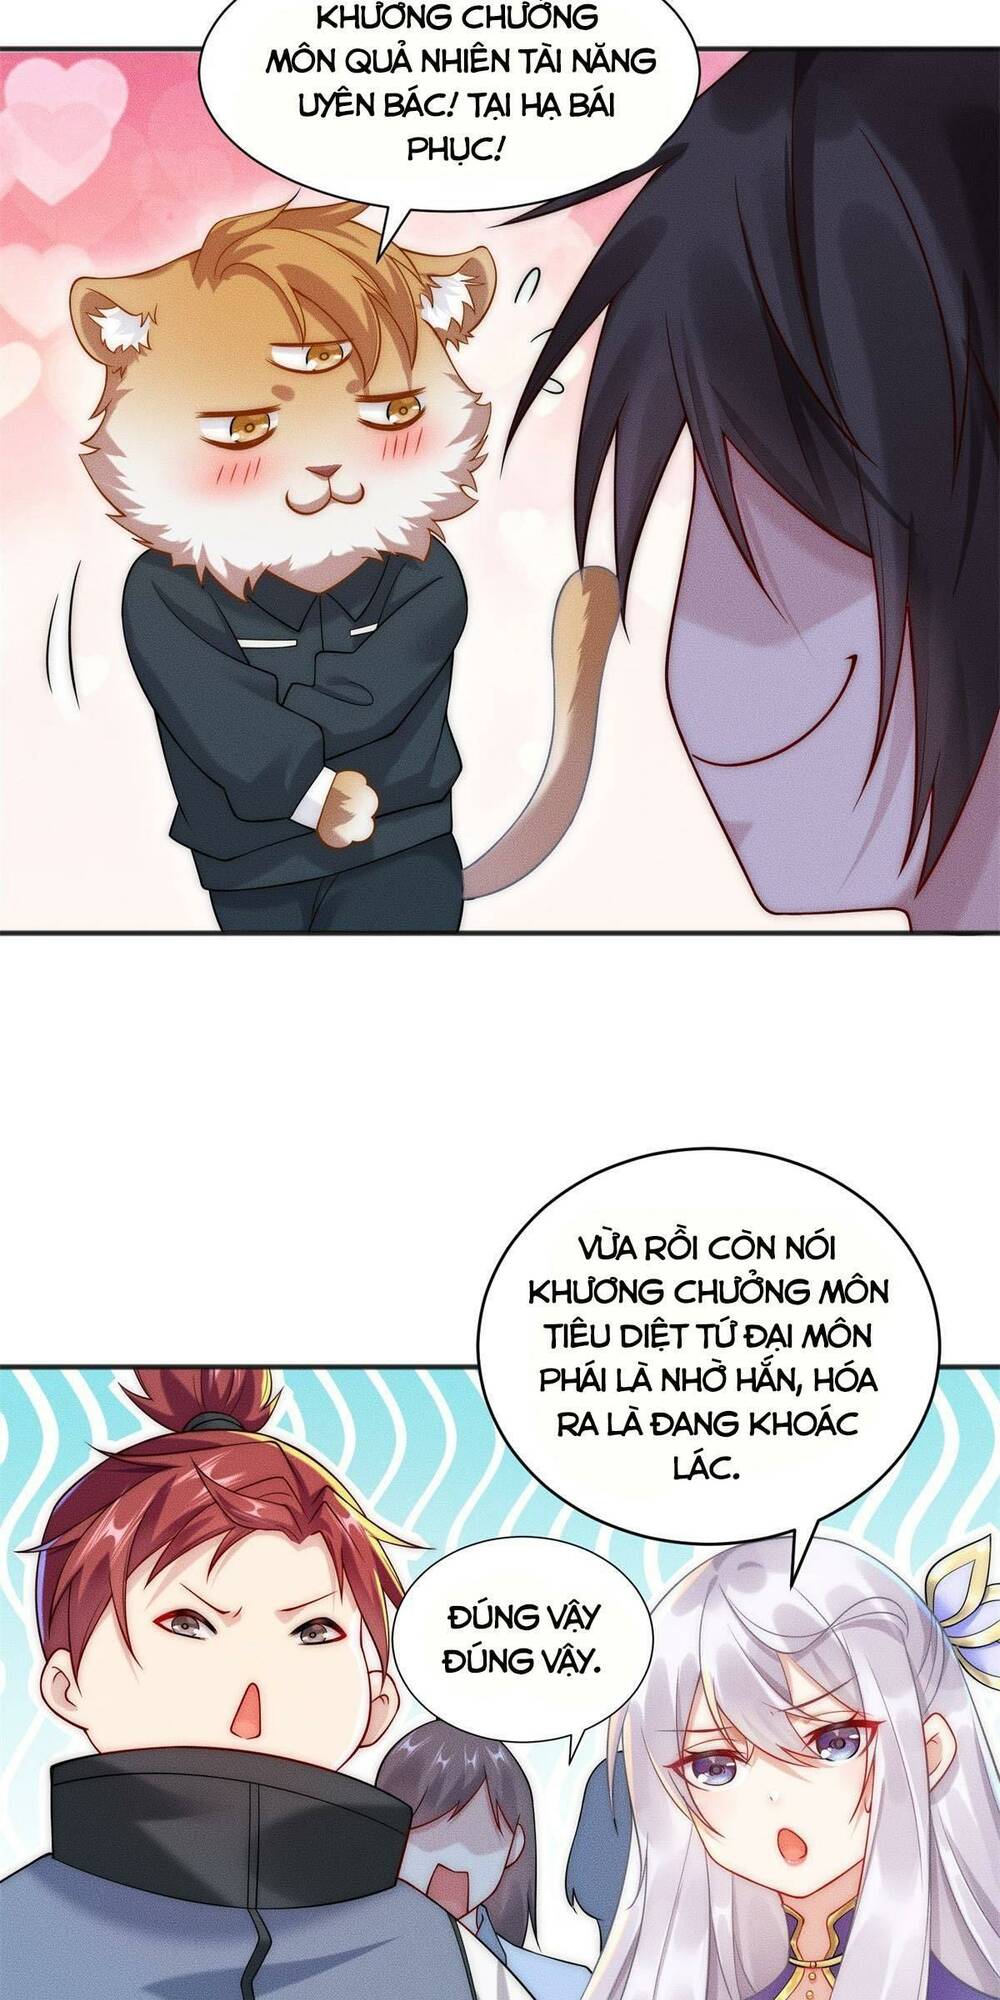 KHƯƠNG CHƯỞNG
MÔN QUẢ NHIÊN TÀI NĂNG
UYÊN BÁC! TẠI HẠ BÁI
PHỤC!
VỪA RỒI CÒN NÓI
KHƯƠNG CHƯỞNG MÔN
TIÊU DIỆT TỨ ĐẠI MÔN
PHÁI LÀ NHỜ HẮN, HÓA
RA LÀ ĐANG KHOÁC
LÁC.
ĐÚNG VẬY
ĐÚNG VẬY.